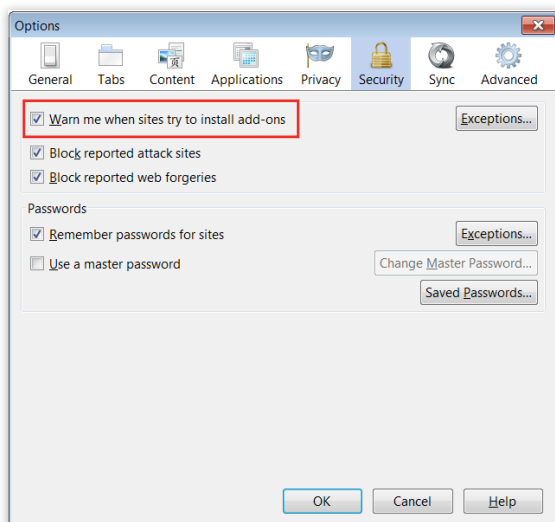 Options
General Tabs Content Applications Privacy Security Sync Advanced
Warn me when sites try to install add-ons Exceptions...
Block reported attack sites
Block reported web forgeries
Passwords
Remember passwords for sites Exceptions...
Use a master password Change Master Password...
Saved Passwords...
OK Cancel Help